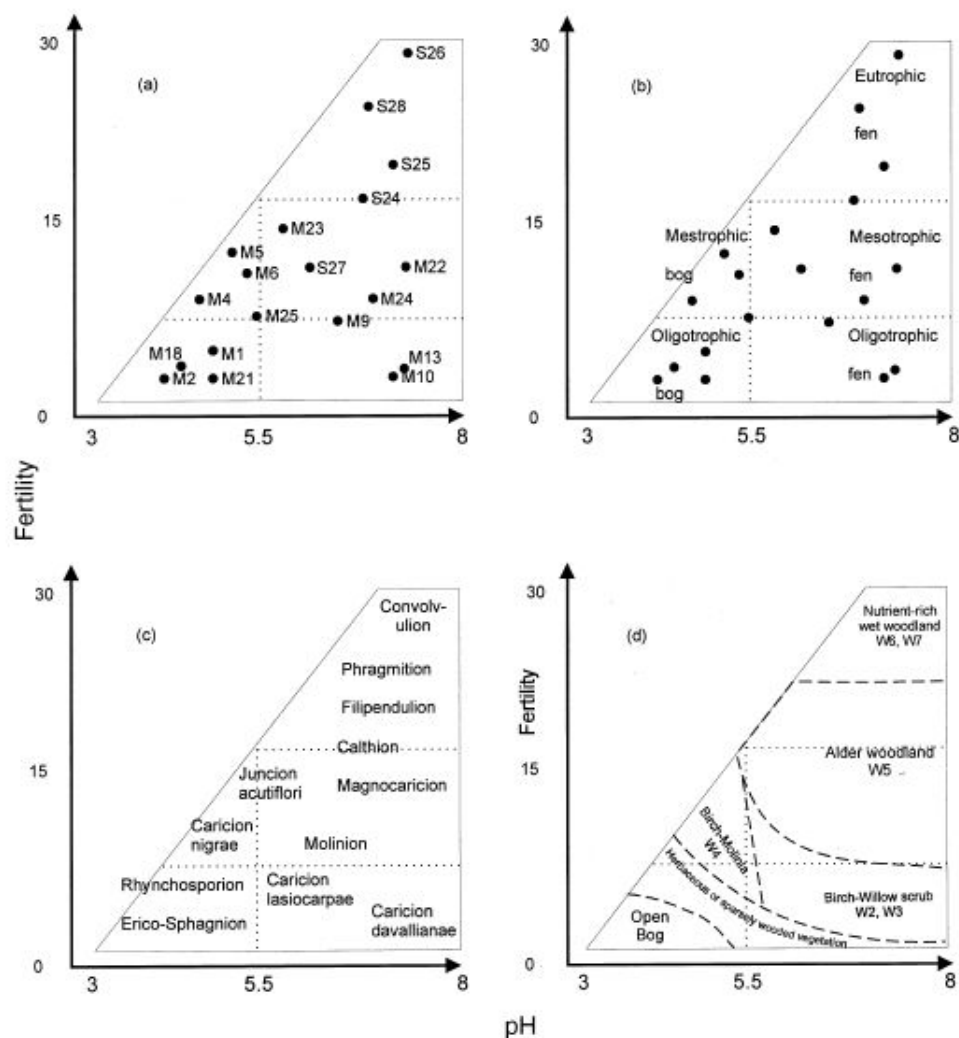 30
(a)
S26
S28
S25
S24
15
M23
M5
M6
S27
M22
M4
M24
M25
M9
M18
M1
M13
M2
M21
M10
0
3
5.5
8
30
(b)
Eutrophic
fen
15
Mestrophic
Mesotrophic
bog
fen
Oligotrophic
Oligotrophic
fen
bog
0
3
5.5
8
Fertility
30
(c)
Convolv-
ulion
Phragmition
Filipendulion
Calthion
15
Juncion
acutiflori
Magnocaricion
Caricion
nigrae
Molinion
Rhynchosporion
Caricion
lasiocarpae
Erico-Sphagnion
Caricion
davallianae
0
3
5.5
8
Fertility
30
(d)
Nutrient-rich
wet woodland
W6, W7
15
Alder woodland
W5
Birch-Molinia
W4
Herbaceous or sparsely wooded vegetation
Birch-Willow scrub
W2, W3
Open
Bog
0
3
5.5
8
pH